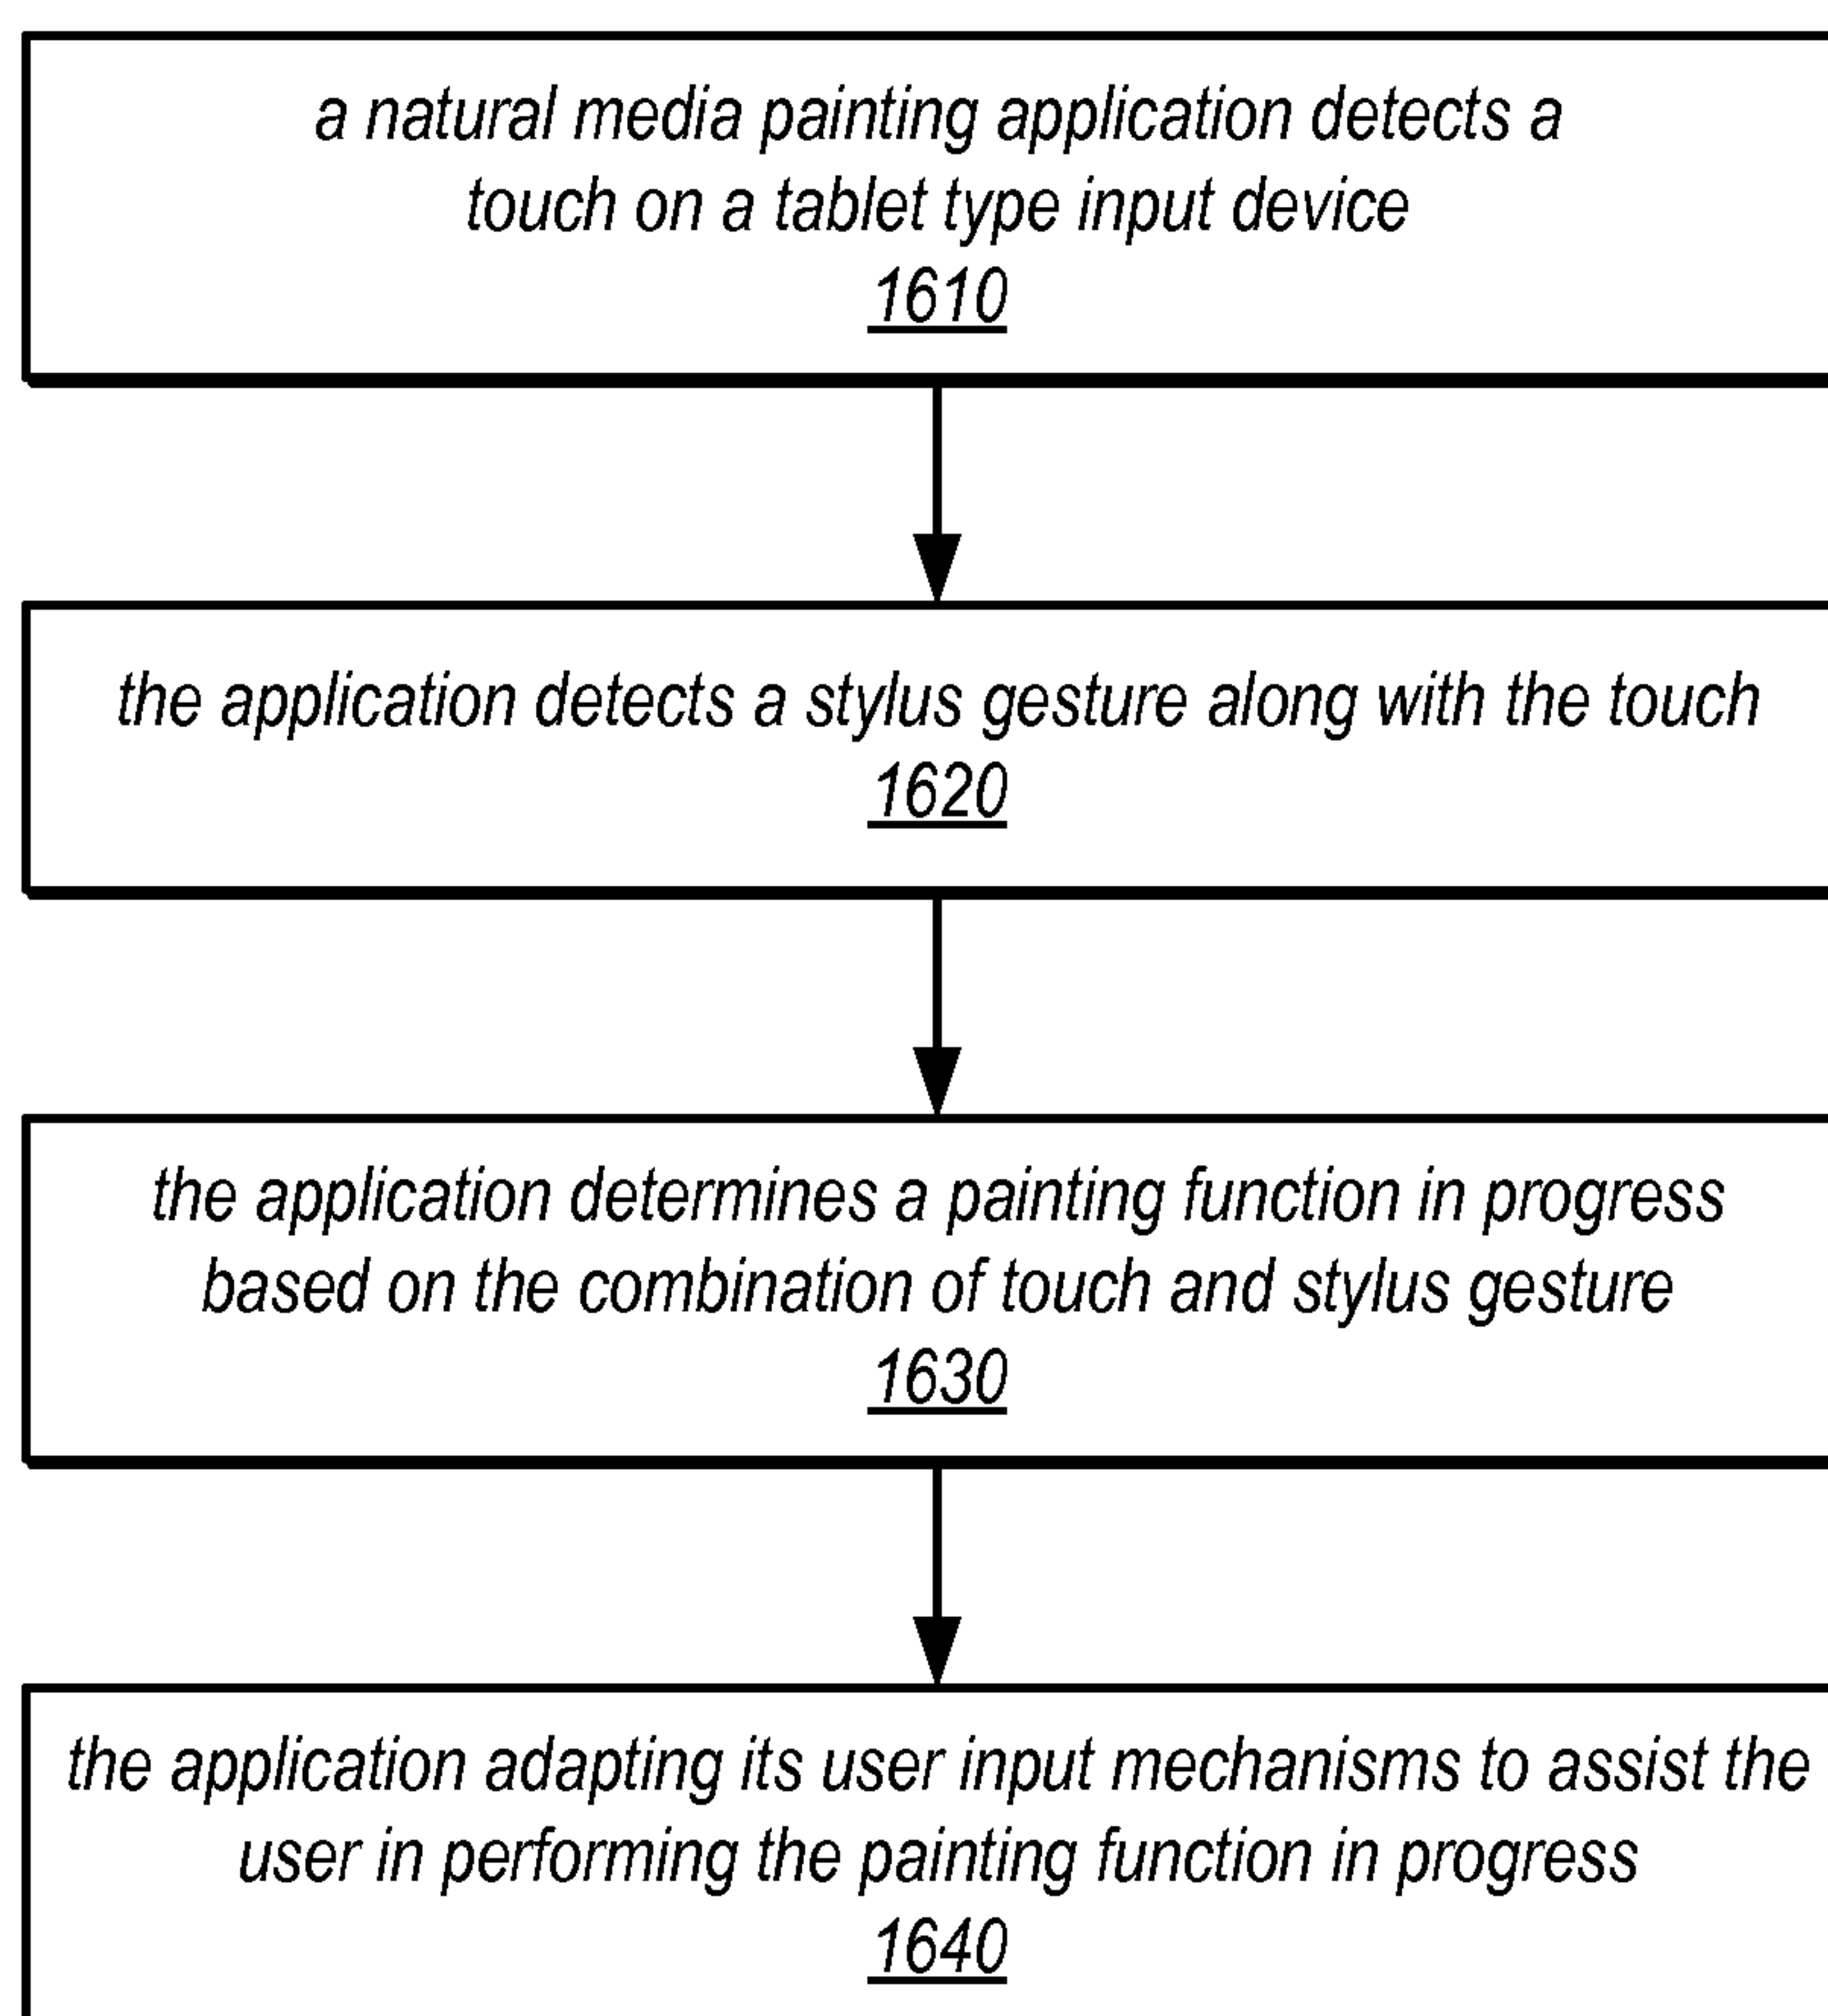 a natural media painting application detects a
touch on a tablet type input device
1610
the application detects a stylus gesture along with the touch
1620
the application determines a painting function in progress
based on the combination of touch and stylus gesture
1630
the application adapting its user input mechanisms to assist the
user in performing the painting function in progress
1640